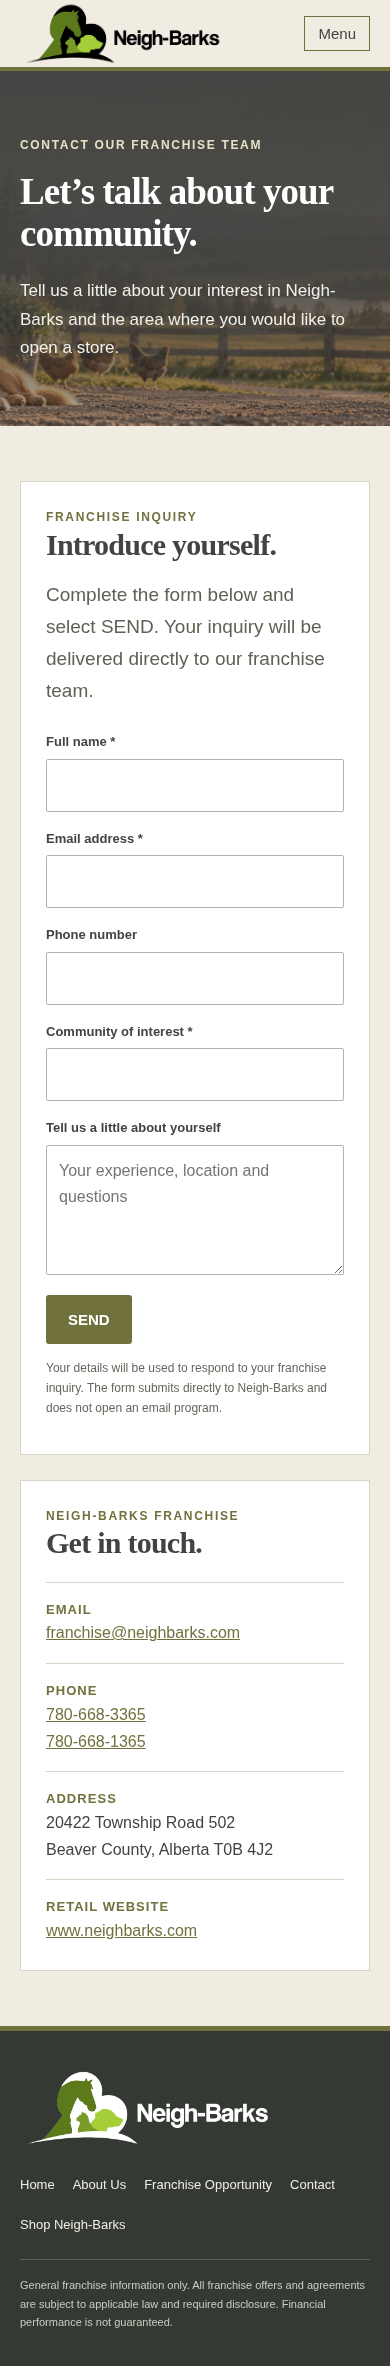 Neigh-Barks
Menu
CONTACT OUR FRANCHISE TEAM
Let’s talk about your
community.
Tell us a little about your interest in Neigh-
Barks and the area where you would like to
open a store.
FRANCHISE INQUIRY
Introduce yourself.
Complete the form below and
select SEND. Your inquiry will be
delivered directly to our franchise
team.
Full name *
Email address *
Phone number
Community of interest *
Tell us a little about yourself
Your experience, location and
questions
SEND
Your details will be used to respond to your franchise
inquiry. The form submits directly to Neigh-Barks and
does not open an email program.
NEIGH-BARKS FRANCHISE
Get in touch.
EMAIL
franchise@neighbarks.com
PHONE
780-668-3365
780-668-1365
ADDRESS
20422 Township Road 502
Beaver County, Alberta T0B 4J2
RETAIL WEBSITE
www.neighbarks.com
Neigh-Barks
Home About Us Franchise Opportunity Contact
Shop Neigh-Barks
General franchise information only. All franchise offers and agreements
are subject to applicable law and required disclosure. Financial
performance is not guaranteed.